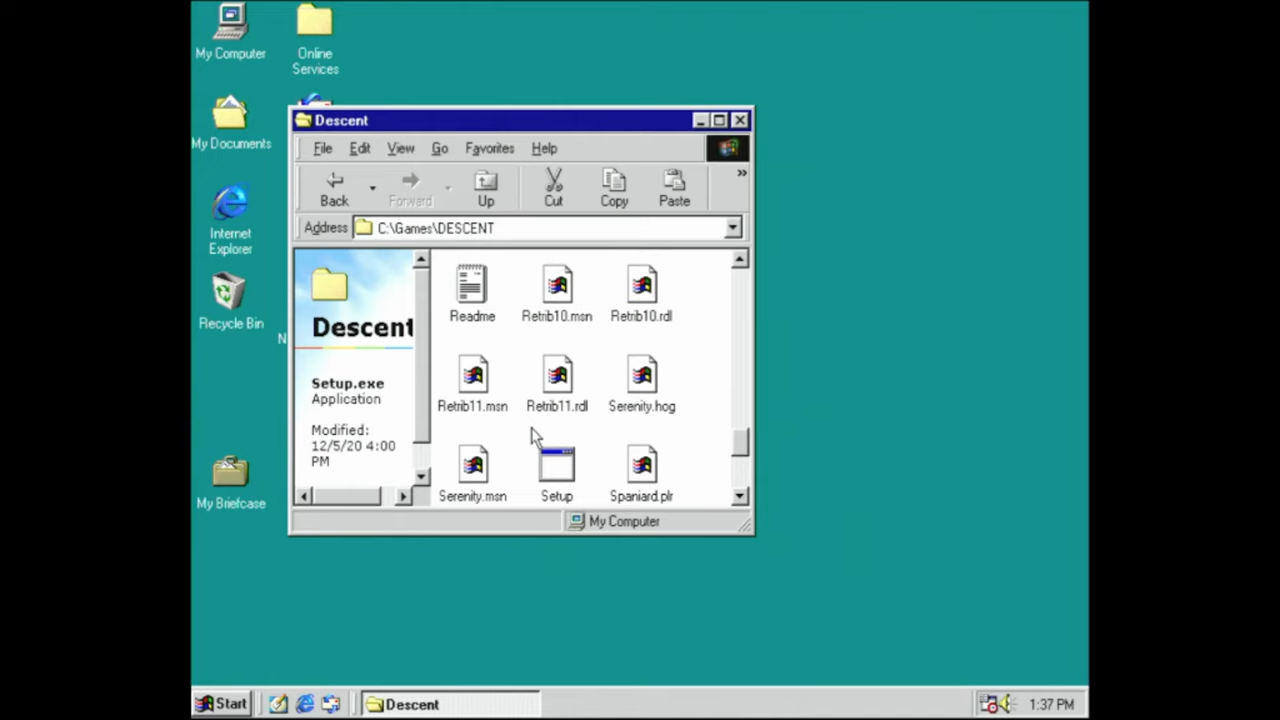 My Computer
Online
Services
My Documents
Internet
Explorer
Recycle Bin
N
My Briefcase
Descent
File Edit View Go Favorites Help
Back Forward Up Cut Copy Paste »
Address C:\Games\DESCENT
Descent
Setup.exe
Application
Modified:
12/5/20 4:00
PM
Readme Retrib10.msn Retrib10.rdl
Retrib11.msn Retrib11.rdl Serenity.hog
Serenity.msn Setup Spaniard.plr
My Computer
Start Descent 1:37 PM